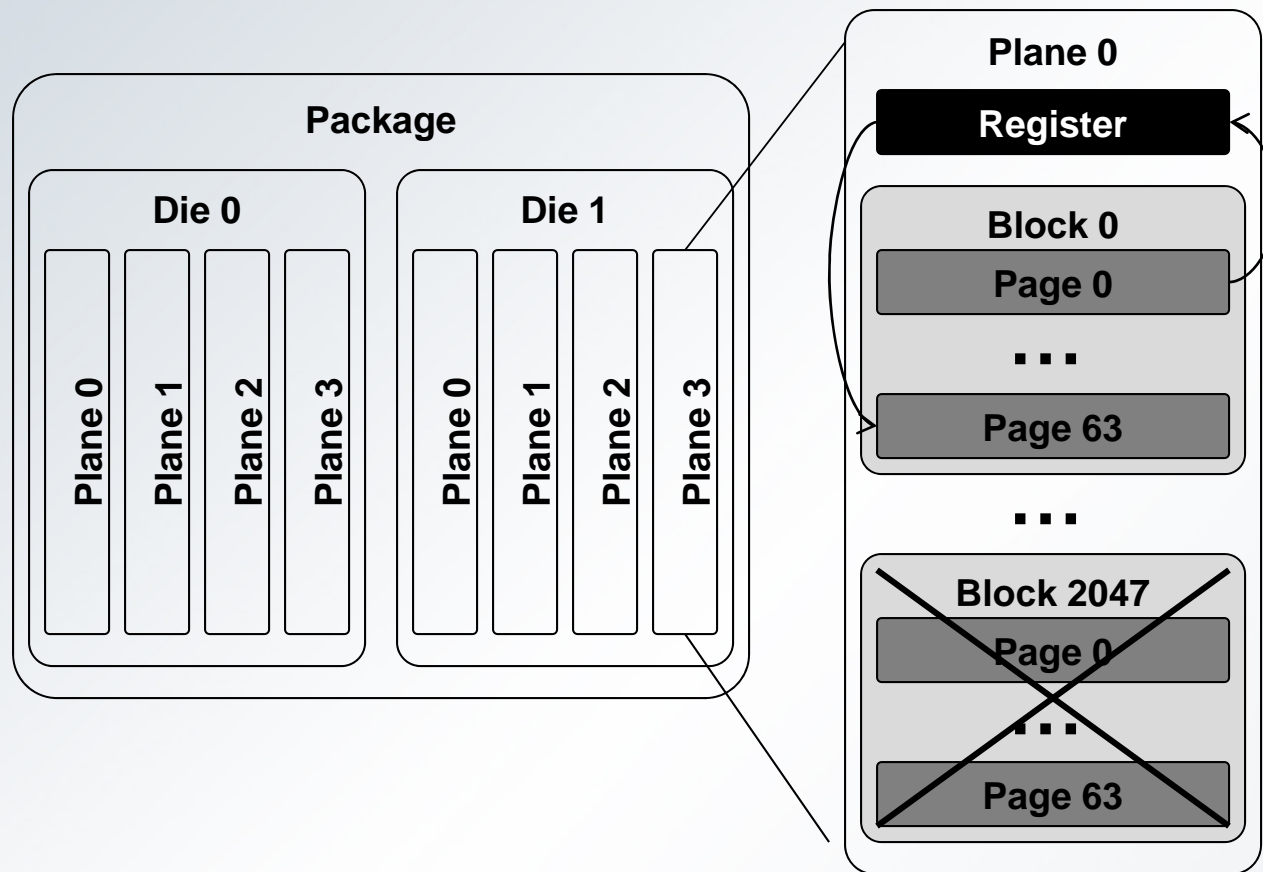 Package
Die 0
Plane 0
Plane 1
Plane 2
Plane 3
Die 1
Plane 0
Plane 1
Plane 2
Plane 3
Plane 0
Register
Block 0
Page 0
...
Page 63
...
Block 2047
Page 0
...
Page 63